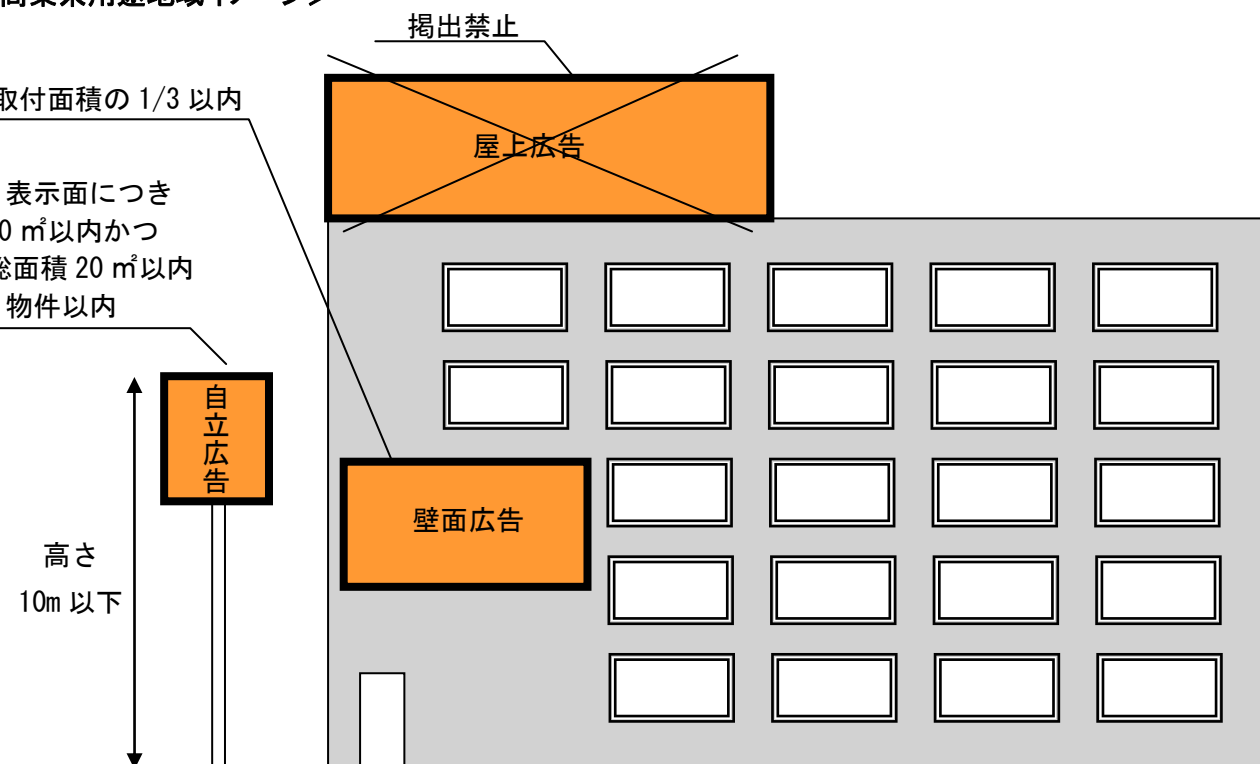 掲出禁止
取付面積の 1/3 以内
屋上広告
表示面につき
0 ㎡以内かつ
総面積 20 ㎡以内
物件以内
自立広告
壁面広告
高さ
10m 以下